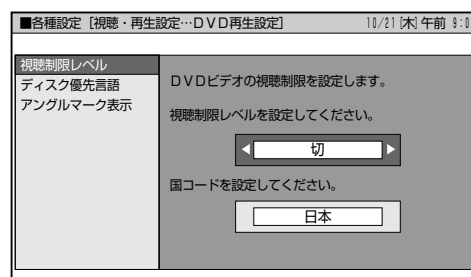 ■各種設定［視聴・再生設定…ＤＶＤ再生設定］ 10/21[木]午前 9:0
視聴制限レベル
ディスク優先言語
アングルマーク表示
ＤＶＤビデオの視聴制限を設定します。
視聴制限レベルを設定してください。
切
国コードを設定してください。
日本